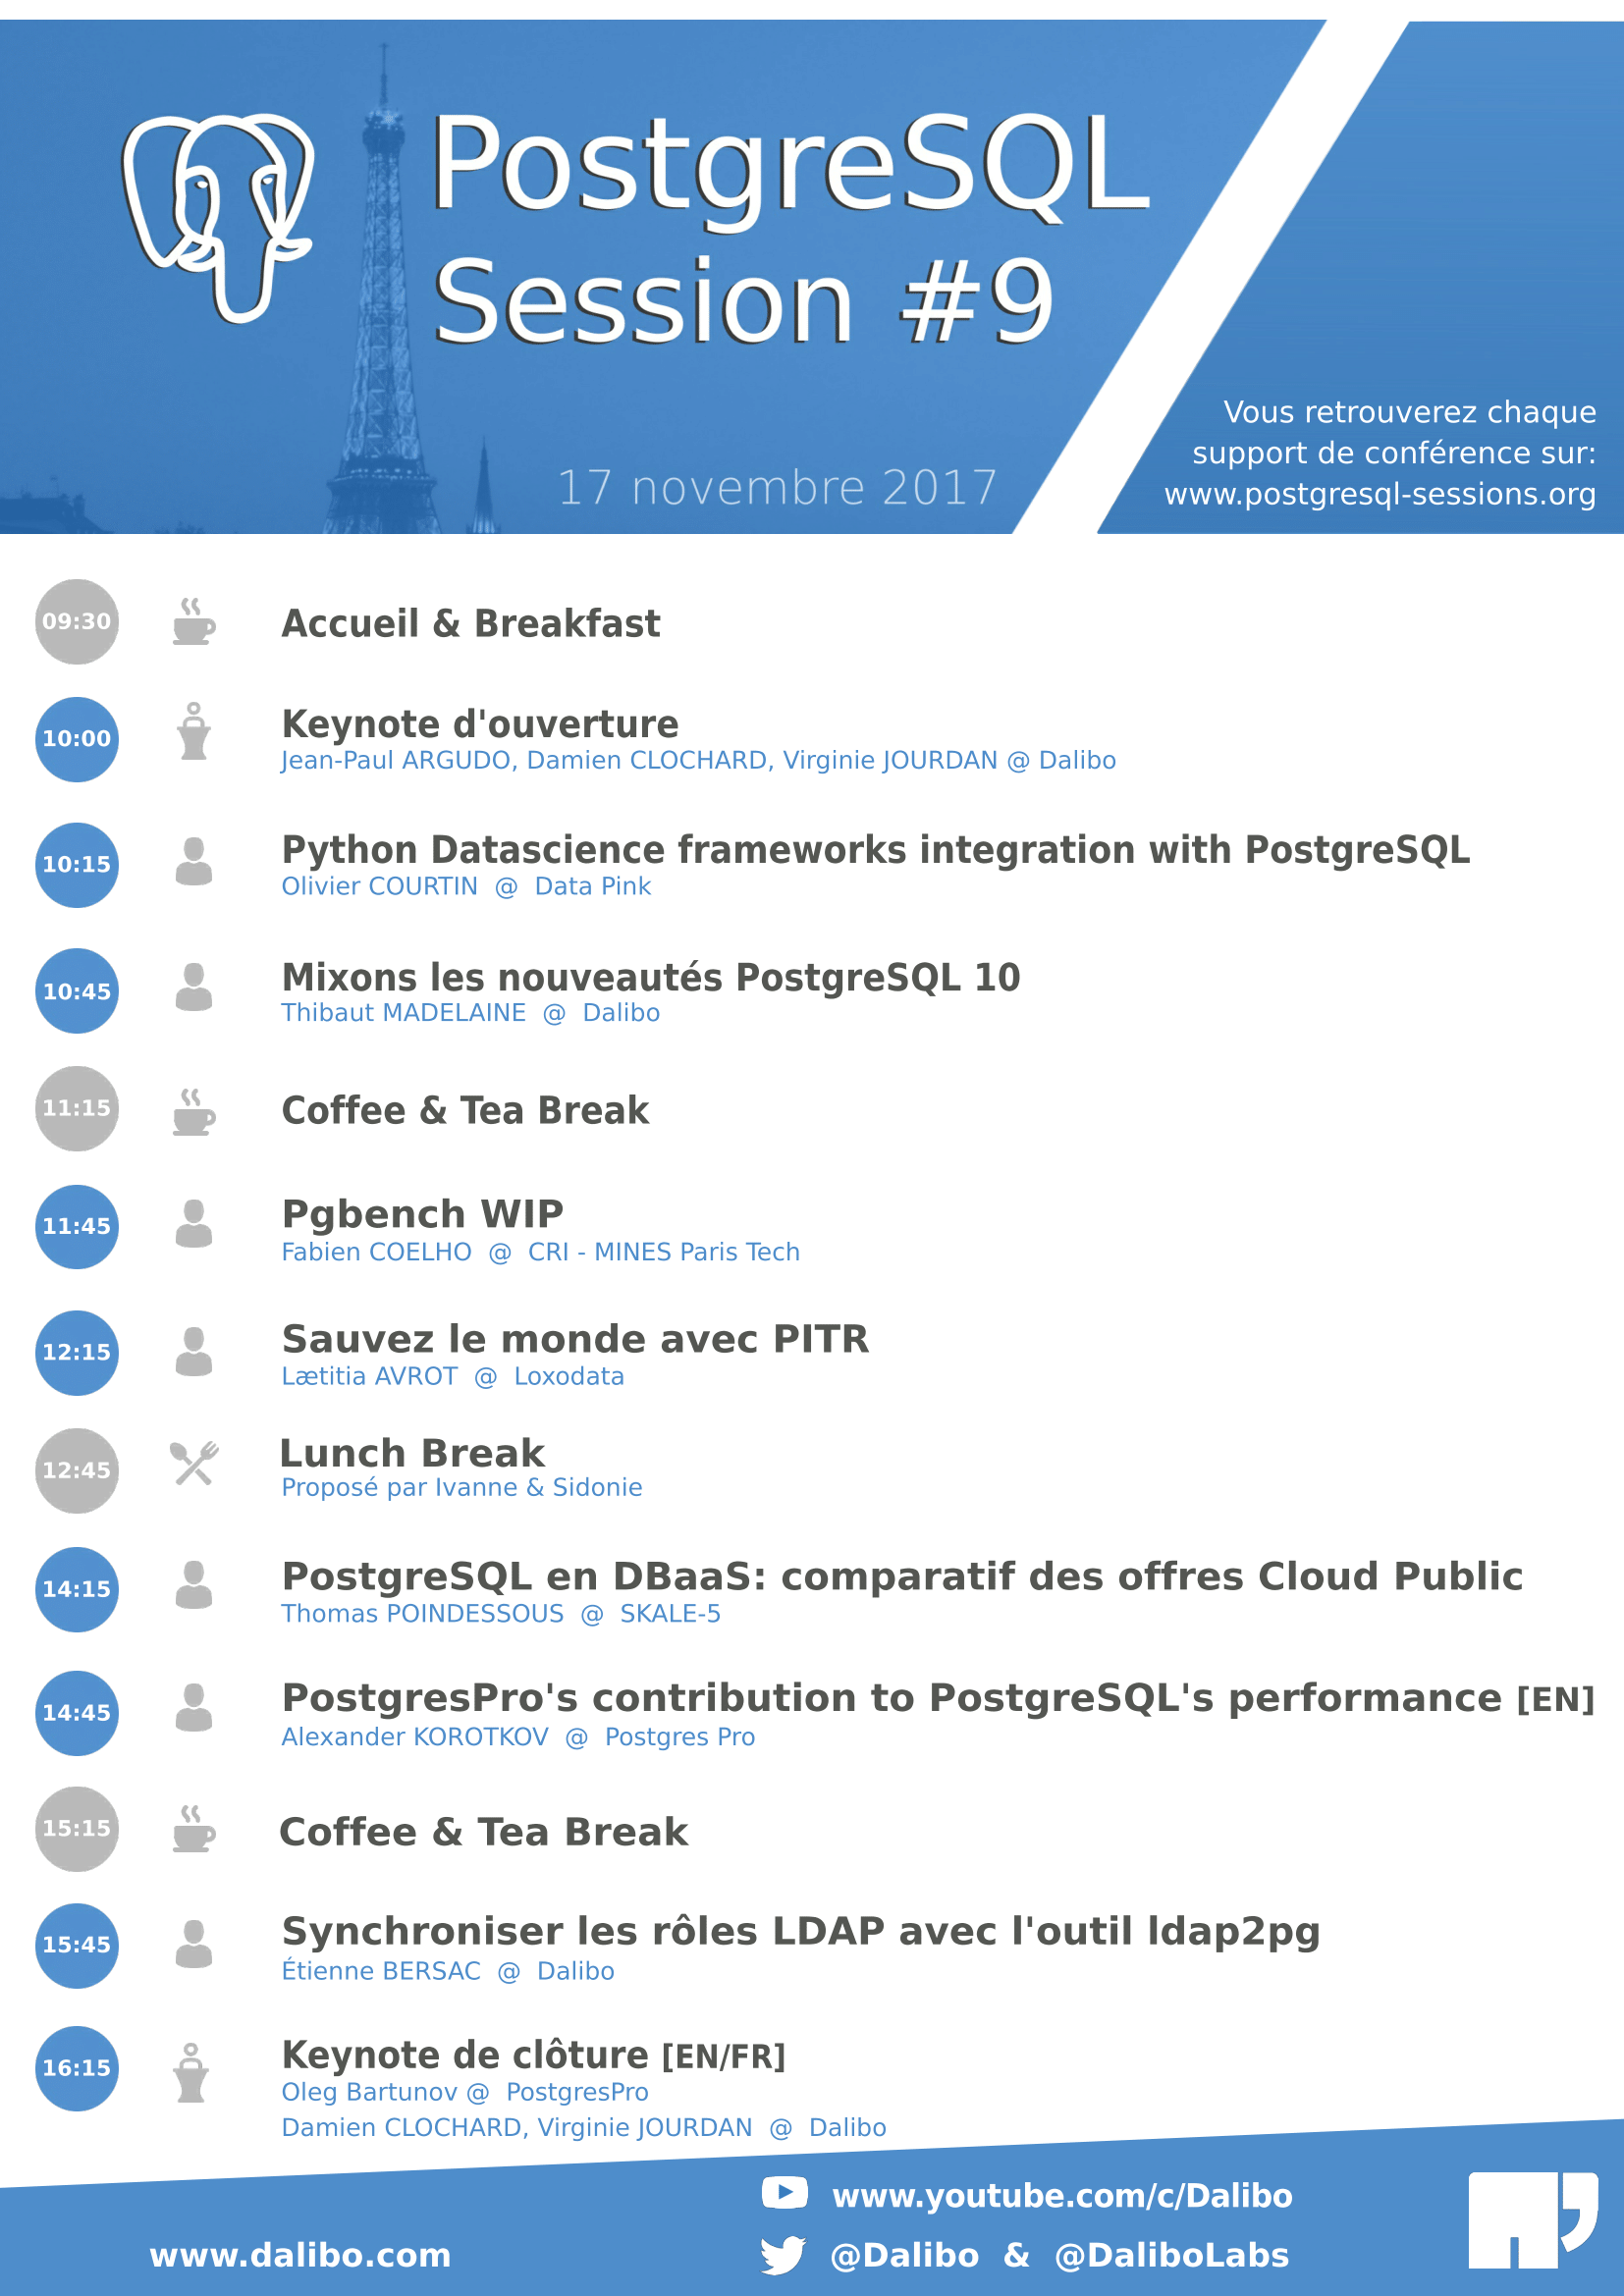 PostgreSQL
Session #9
17 novembre 2017
Vous retrouverez chaque
support de conférence sur:
www.postgresql-sessions.org
09:30
Accueil & Breakfast
10:00
Keynote d'ouverture
Jean-Paul ARGUDO, Damien CLOCHARD, Virginie JOURDAN @ Dalibo
10:15
Python Datascience frameworks integration with PostgreSQL
Olivier COURTIN @ Data Pink
10:45
Mixons les nouveautés PostgreSQL 10
Thibaut MADELAINE @ Dalibo
11:15
Coffee & Tea Break
11:45
Pgbench WIP
Fabien COELHO @ CRI - MINES Paris Tech
12:15
Sauvez le monde avec PITR
Lætitia AVROT @ Loxodata
12:45
Lunch Break
Proposé par Ivanne & Sidonie
14:15
PostgreSQL en DBaaS: comparatif des offres Cloud Public
Thomas POINDESSOUS @ SKALE-5
14:45
PostgresPro's contribution to PostgreSQL's performance [EN]
Alexander KOROTKOV @ Postgres Pro
15:15
Coffee & Tea Break
15:45
Synchroniser les rôles LDAP avec l'outil ldap2pg
Étienne BERSAC @ Dalibo
16:15
Keynote de clôture [EN/FR]
Oleg Bartunov @ PostgresPro
Damien CLOCHARD, Virginie JOURDAN @ Dalibo
www.youtube.com/c/Dalibo
www.dalibo.com
@Dalibo & @DaliboLabs